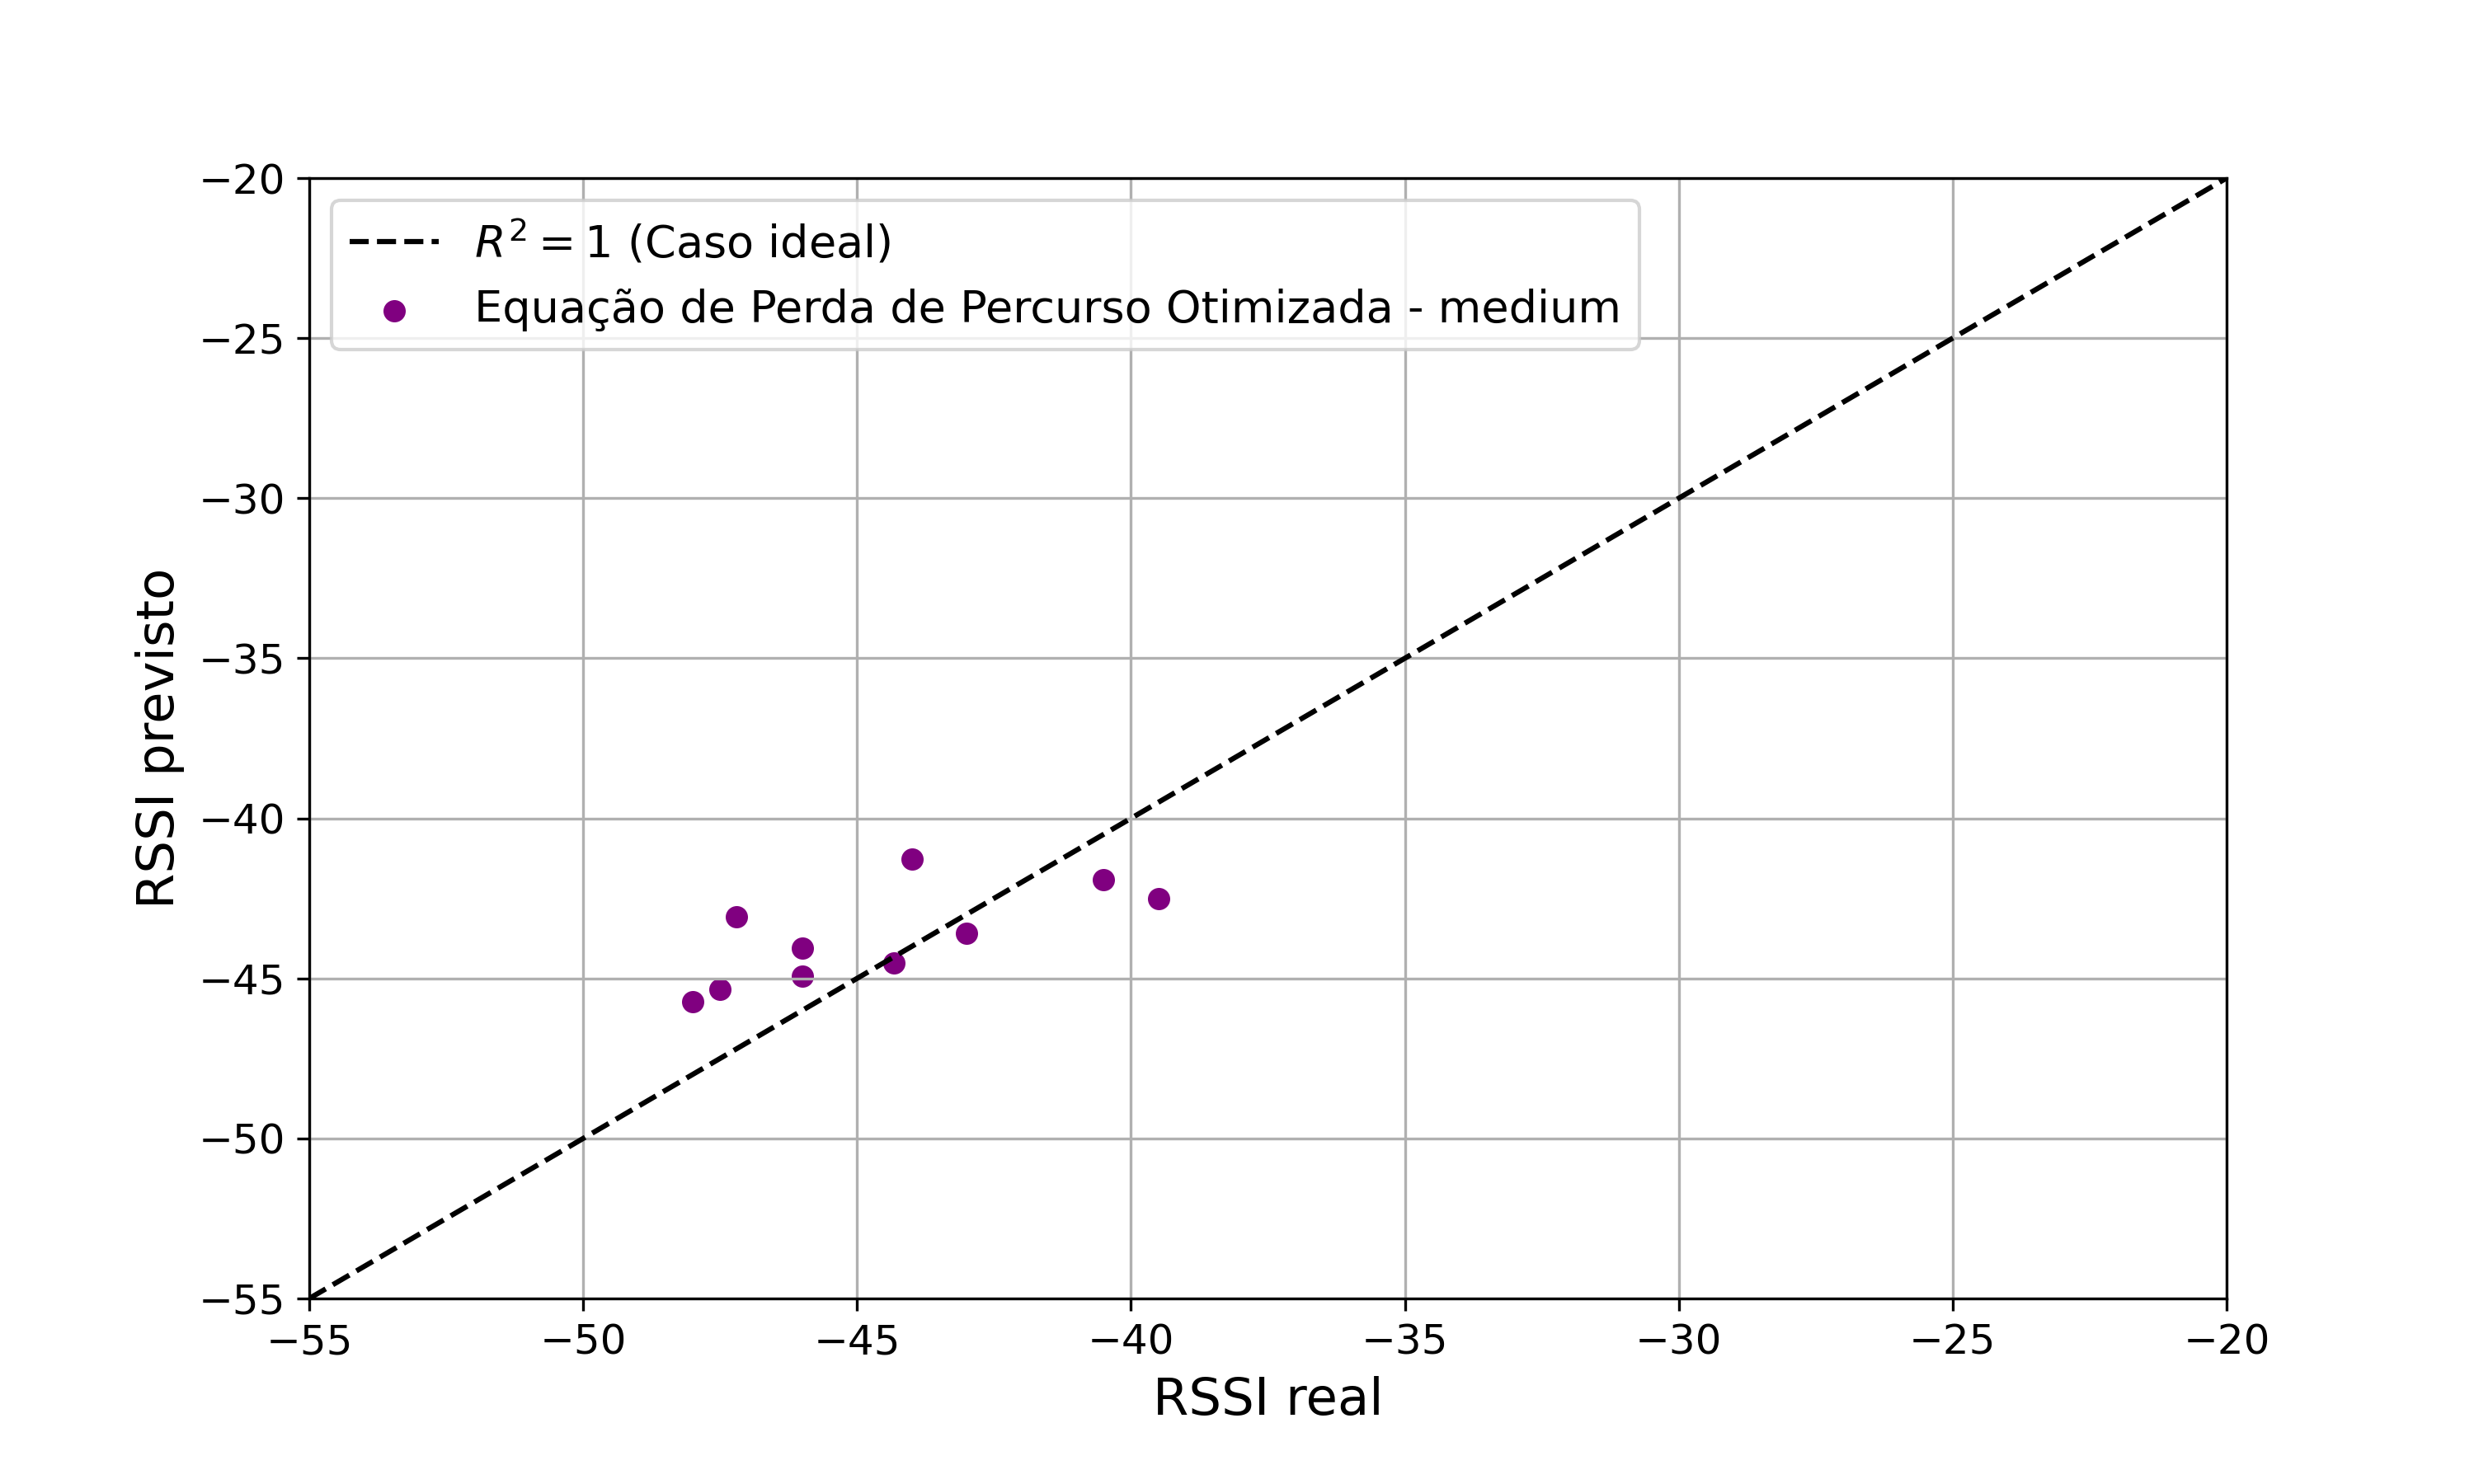 −20
−25
−30
−35
−40
−45
−50
−55
RSSI previsto
R² = 1 (Caso ideal)
Equação de Perda de Percurso Otimizada - medium
−55 −50 −45 −40 −35 −30 −25 −20
RSSI real